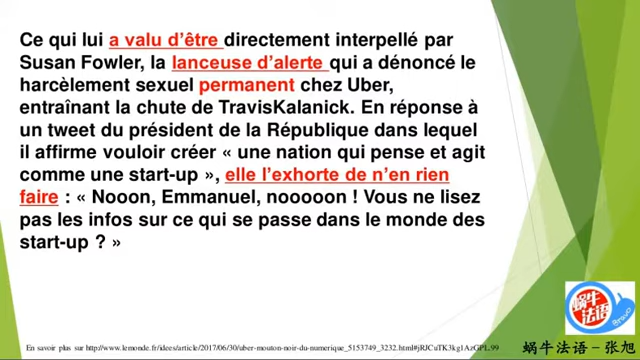 Ce qui lui a valu d'être directement interpellé par
Susan Fowler, la lanceuse d'alerte qui a dénoncé le
harcèlement sexuel permanent chez Uber,
entraînant la chute de TravisKalanick. En réponse à
un tweet du président de la République dans lequel
il affirme vouloir créer « une nation qui pense et agit
comme une start-up », elle l'exhorte de n'en rien
faire : « Nooon, Emmanuel, nooooon ! Vous ne lisez
pas les infos sur ce qui se passe dans le monde des
start-up ? »
蜗牛
法语
En savoir plus sur http://www.lemonde.fr/idees/article/2017/06/30/uber-mouton-noir-du-numerique_5153749_3232.html#jRJCuTK3kg1AzGPL.99
蜗牛法语－张旭